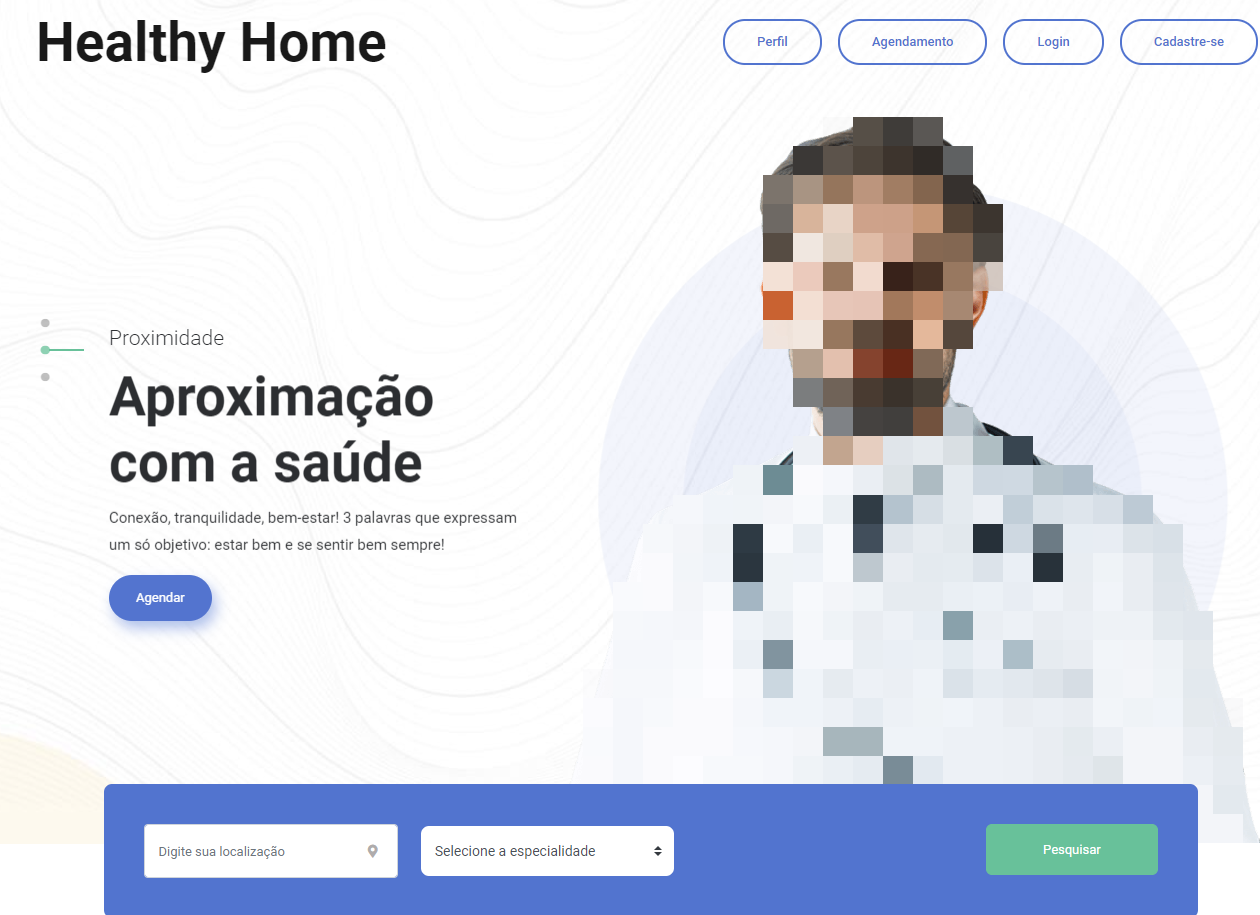 Healthy Home
Perfil
Agendamento
Login
Cadastre-se
Proximidade
Aproximação
com a saúde
Conexão, tranquilidade, bem-estar! 3 palavras que expressam
um só objetivo: estar bem e se sentir bem sempre!
Agendar
Digite sua localização
Selecione a especialidade
Pesquisar